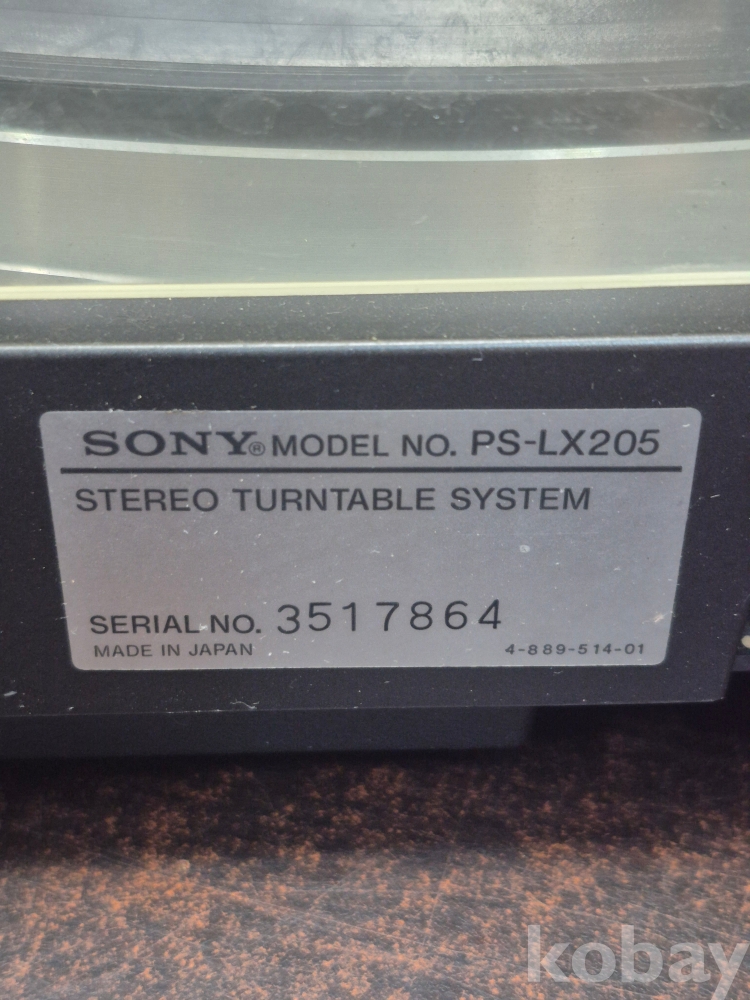 SONY® MODEL NO. PS-LX205
STEREO TURNTABLE SYSTEM
SERIAL NO. 3517864
MADE IN JAPAN 4-889-514-01
kobay